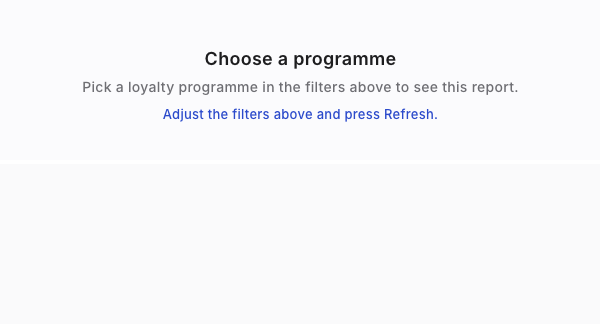 Choose a programme
Pick a loyalty programme in the filters above to see this report.
Adjust the filters above and press Refresh.